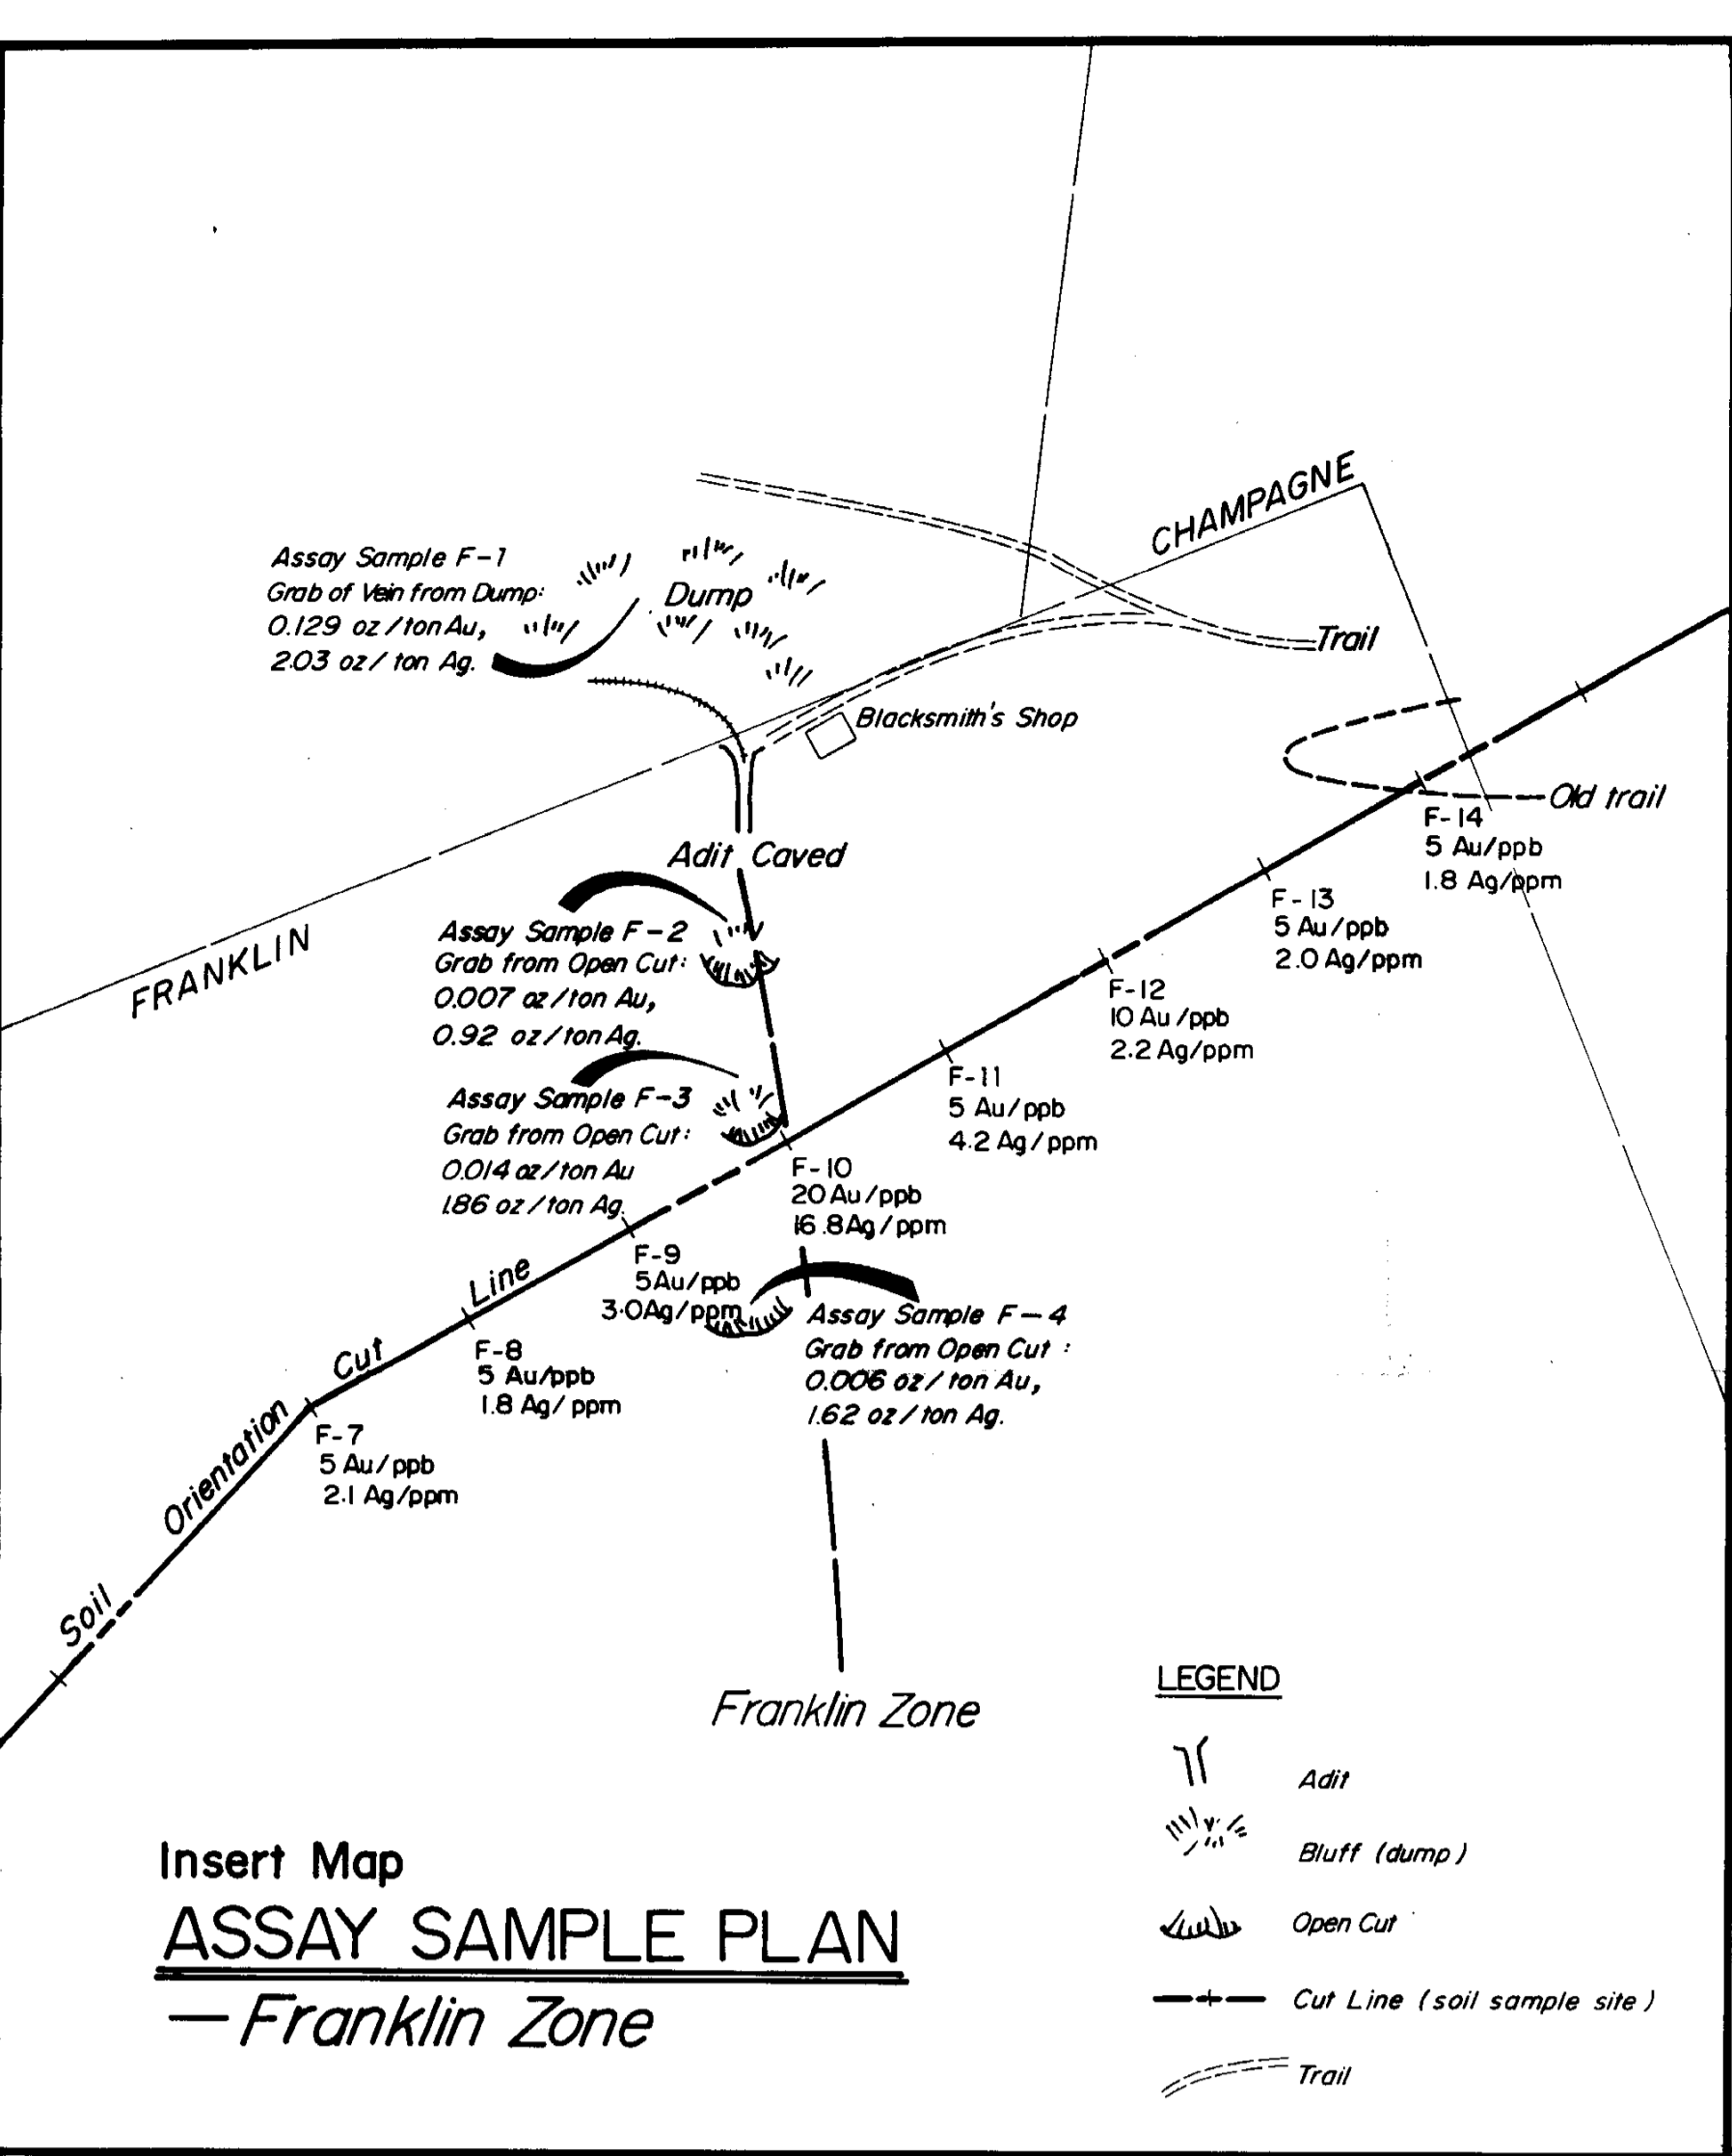 CHAMPAGNE
Assay Sample F-1
Grab of Vein from Dump:
0.129 oz/ton Au,
2.03 oz/ton Ag.
Dump
Trail
Blacksmith's Shop
Old trail
Adit Caved
FRANKLIN
Assay Sample F-2
Grab from Open Cut:
0.007 oz/ton Au,
0.92 oz/ton Ag.
Assay Sample F-3
Grab from Open Cut:
0.014 oz/ton Au
1.86 oz/ton Ag.
F-14
5 Au/ppb
1.8 Ag/ppm
F-13
5 Au/ppb
2.0 Ag/ppm
F-12
10 Au/ppb
2.2 Ag/ppm
F-11
5 Au/ppb
4.2 Ag/ppm
F-10
20 Au/ppb
16.8 Ag/ppm
F-9
5 Au/ppb
3.0 Ag/ppm
Assay Sample F-4
Grab from Open Cut:
0.006 oz/ton Au,
1.62 oz/ton Ag.
F-8
5 Au/ppb
1.8 Ag/ppm
F-7
5 Au/ppb
2.1 Ag/ppm
Soil Orientation Cut Line
Franklin Zone
LEGEND
Adit
Bluff (dump)
Open Cut
Cut Line (soil sample site)
Trail
Insert Map
ASSAY SAMPLE PLAN
— Franklin Zone